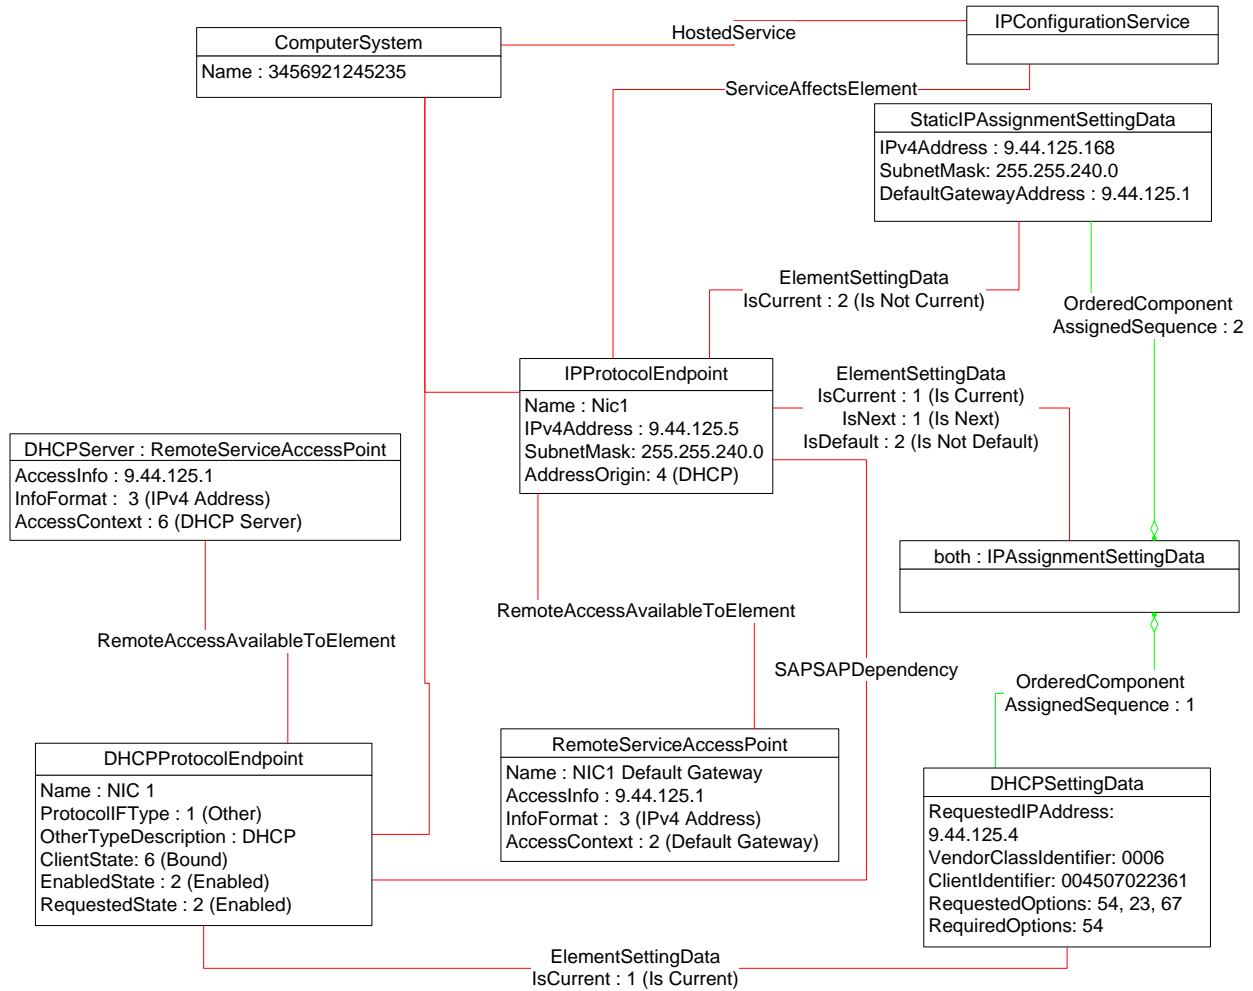 HostedService
IPConfigurationService
ComputerSystem
Name : 3456921245235
ServiceAffectsElement
StaticIPAssignmentSettingData
IPv4Address : 9.44.125.168
SubnetMask: 255.255.240.0
DefaultGatewayAddress : 9.44.125.1
ElementSettingData
IsCurrent : 2 (Is Not Current)
OrderedComponent
AssignedSequence : 2
IPProtocolEndpoint
Name : Nic1
IPv4Address : 9.44.125.5
SubnetMask: 255.255.240.0
AddressOrigin: 4 (DHCP)
ElementSettingData
IsCurrent : 1 (Is Current)
IsNext : 1 (Is Next)
IsDefault : 2 (Is Not Default)
DHCPServer : RemoteServiceAccessPoint
AccessInfo : 9.44.125.1
InfoFormat :  3 (IPv4 Address)
AccessContext : 6 (DHCP Server)
both : IPAssignmentSettingData
RemoteAccessAvailableToElement
RemoteAccessAvailableToElement
SAPSAPDependency
OrderedComponent
AssignedSequence : 1
DHCPProtocolEndpoint
Name : NIC 1
ProtocolIFType : 1 (Other)
OtherTypeDescription : DHCP
ClientState: 6 (Bound)
EnabledState : 2 (Enabled)
RequestedState : 2 (Enabled)
RemoteServiceAccessPoint
Name : NIC1 Default Gateway
AccessInfo : 9.44.125.1
InfoFormat :  3 (IPv4 Address)
AccessContext : 2 (Default Gateway)
DHCPSettingData
RequestedIPAddress:
9.44.125.4
VendorClassIdentifier: 0006
ClientIdentifier: 004507022361
RequestedOptions: 54, 23, 67
RequiredOptions: 54
ElementSettingData
IsCurrent : 1 (Is Current)